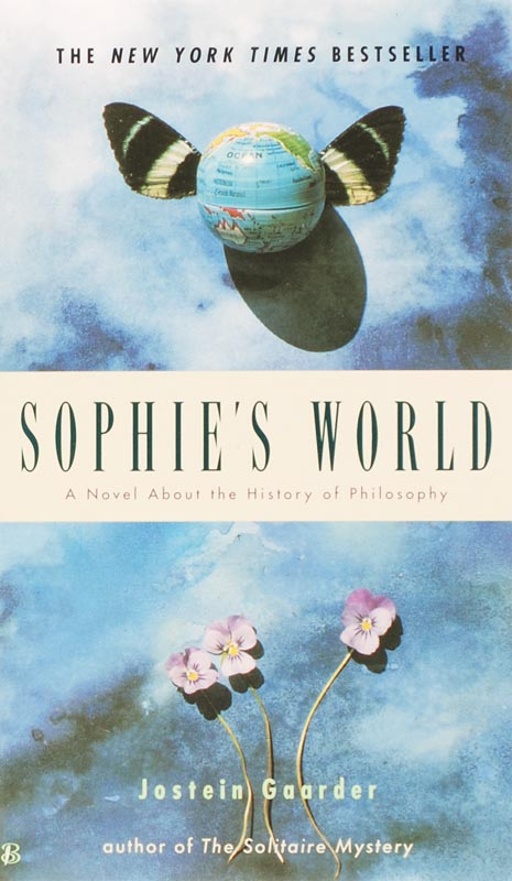 THE NEW YORK TIMES BESTSELLER
OCEAN
SOPHIE'S WORLD
A Novel About the History of Philosophy
Jostein Gaarder
author of The Solitaire Mystery
B